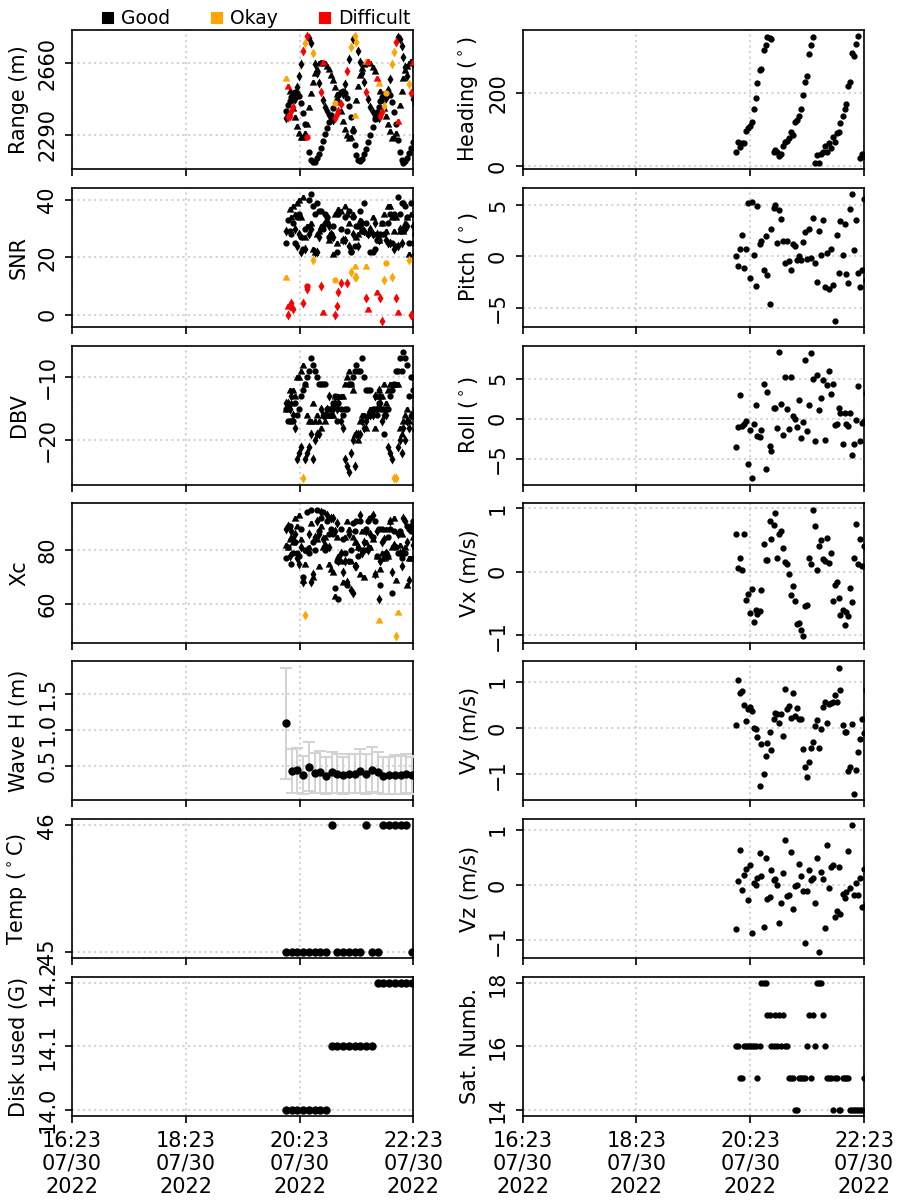 Good Okay Difficult
Range (m)
2660
2290
Heading (°)
200
0
SNR
40
20
0
Pitch (°)
5
0
−5
DBV
−10
−20
Roll (°)
5
0
−5
Xc
80
60
Vx (m/s)
1
0
−1
Wave H (m)
1.5
1.0
0.5
Vy (m/s)
1
0
−1
Temp (°C)
46
45
Vz (m/s)
1
0
−1
Disk used (G)
14.2
14.1
14.0
Sat. Numb.
18
16
14
16:23 18:23 20:23 22:23
07/30 07/30 07/30 07/30
2022 2022 2022 2022
16:23 18:23 20:23 22:23
07/30 07/30 07/30 07/30
2022 2022 2022 2022